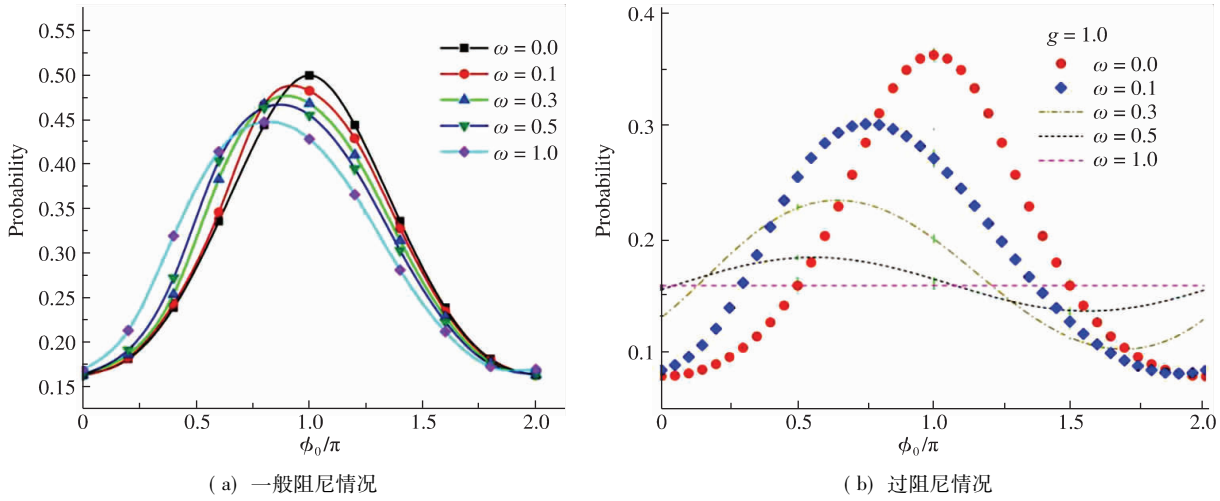 0.55
0.50
0.45
0.40
0.35
0.30
0.25
0.20
0.15
Probability
ω = 0.0
ω = 0.1
ω = 0.3
ω = 0.5
ω = 1.0
0 0.5 1.0 1.5 2.0
ϕ₀/π
(a) 一般阻尼情况
0.4
0.3
0.2
0.1
Probability
g = 1.0
ω = 0.0
ω = 0.1
ω = 0.3
ω = 0.5
ω = 1.0
0 0.5 1.0 1.5 2.0
ϕ₀/π
(b) 过阻尼情况